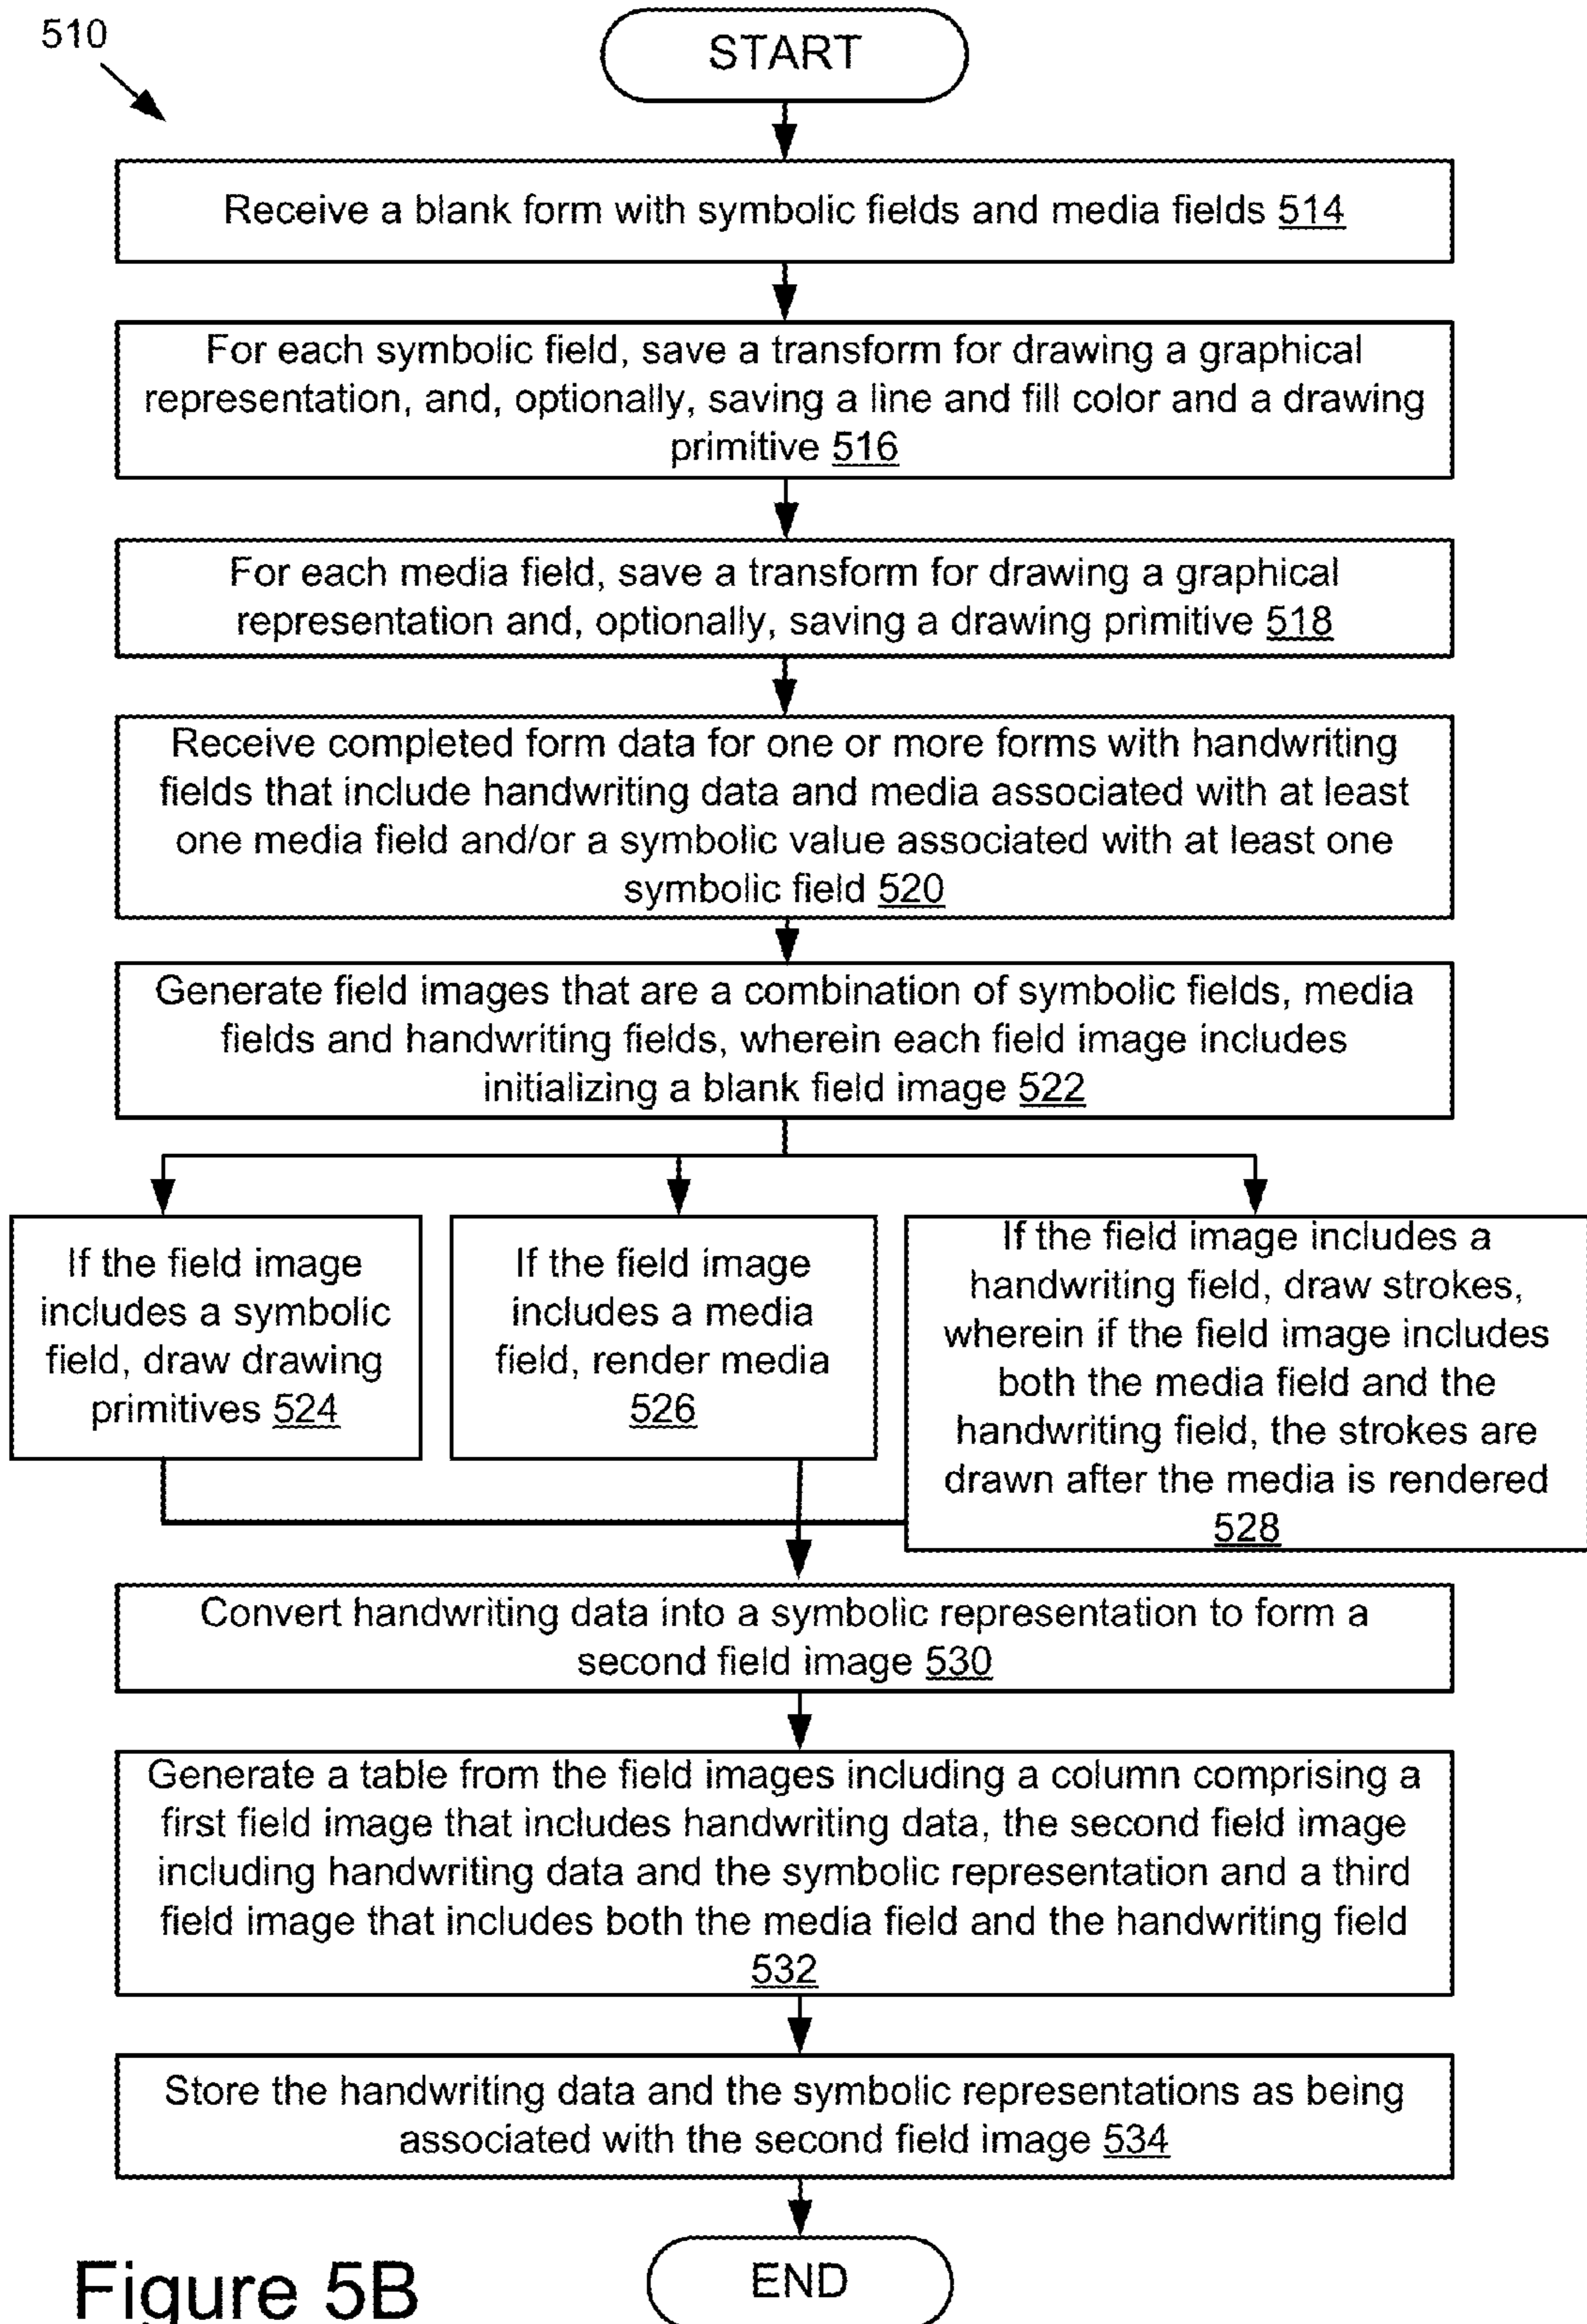 510
START
Receive a blank form with symbolic fields and media fields 514
For each symbolic field, save a transform for drawing a graphical
representation, and, optionally, saving a line and fill color and a drawing
primitive 516
For each media field, save a transform for drawing a graphical
representation and, optionally, saving a drawing primitive 518
Receive completed form data for one or more forms with handwriting
fields that include handwriting data and media associated with at least
one media field and/or a symbolic value associated with at least one
symbolic field 520
Generate field images that are a combination of symbolic fields, media
fields and handwriting fields, wherein each field image includes
initializing a blank field image 522
If the field image
includes a symbolic
field, draw drawing
primitives 524
If the field image
includes a media
field, render media
526
If the field image includes a
handwriting field, draw strokes,
wherein if the field image includes
both the media field and the
handwriting field, the strokes are
drawn after the media is rendered
528
Convert handwriting data into a symbolic representation to form a
second field image 530
Generate a table from the field images including a column comprising a
first field image that includes handwriting data, the second field image
including handwriting data and the symbolic representation and a third
field image that includes both the media field and the handwriting field
532
Store the handwriting data and the symbolic representations as being
associated with the second field image 534
END
Figure 5B